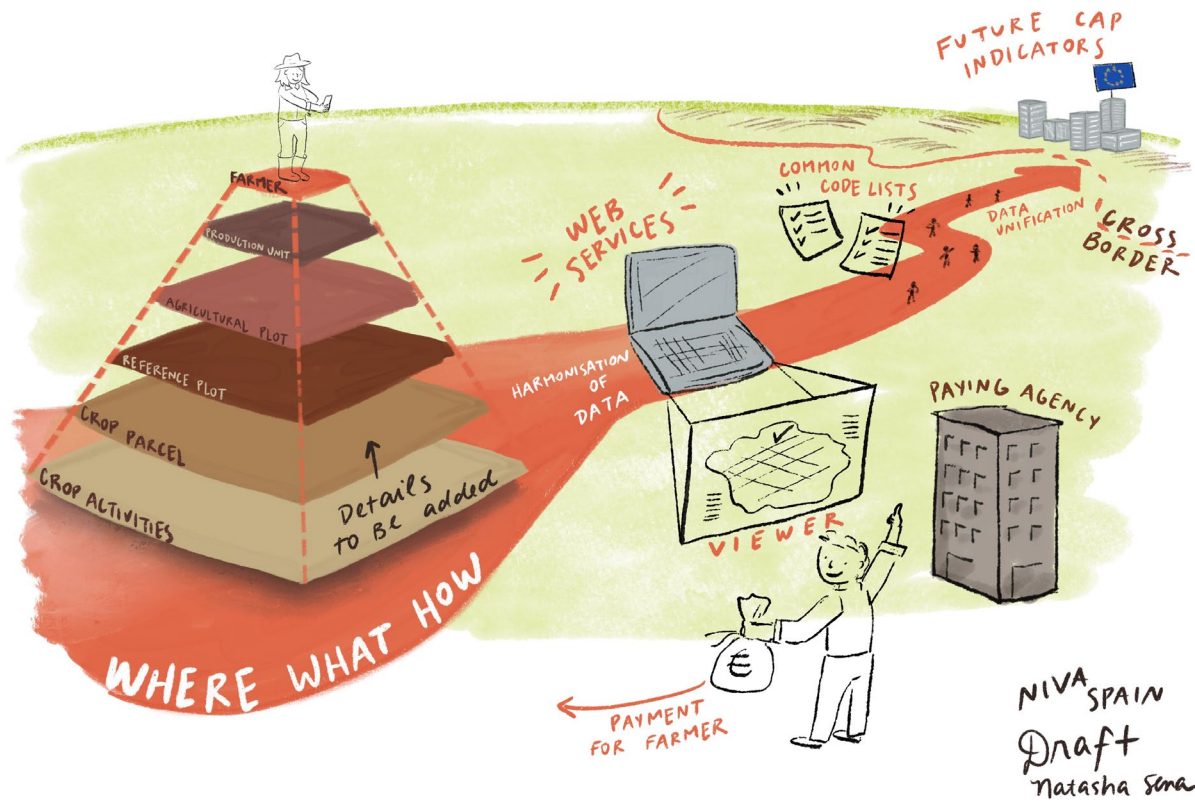 FUTURE CAP
INDICATORS
FARMER
PRODUCTION UNIT
AGRICULTURAL PLOT
REFERENCE PLOT
CROP PARCEL
CROP ACTIVITIES
Details
to be added
WHERE WHAT HOW
HARMONISATION
OF
DATA
WEB
SERVICES
COMMON
CODE LISTS
DATA
UNIFICATION
CROSS
BORDER
VIEWER
PAYING AGENCY
€
PAYMENT
FOR FARMER
NIVA
SPAIN
Draft
Natasha Sena